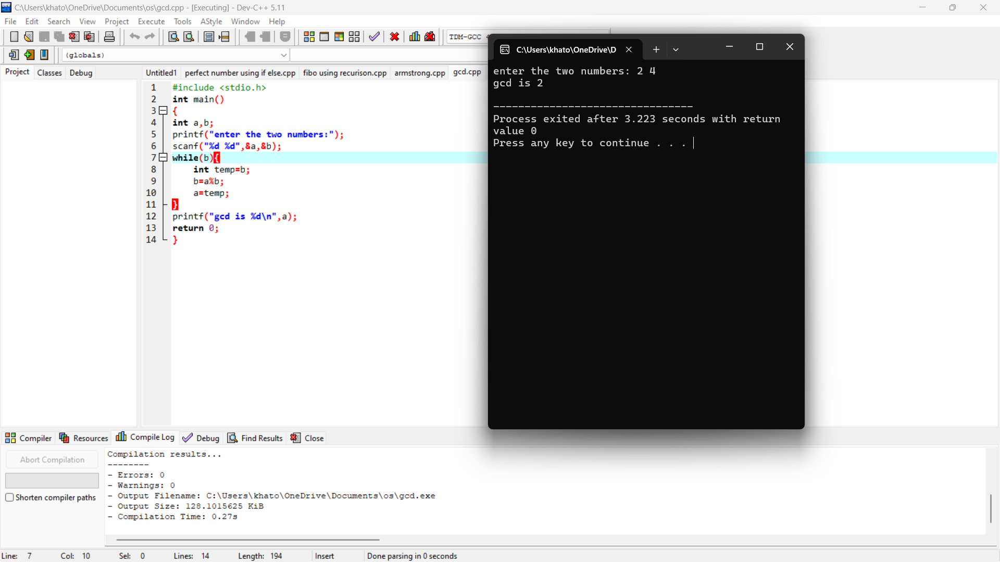 C:\Users\khato\OneDrive\Documents\os\gcd.cpp - [Executing] - Dev-C++ 5.11
File Edit Search View Project Execute Tools AStyle Window Help
TDM-GCC
(globals)
Project Classes Debug
Untitled1 perfect number using if else.cpp fibo using recurison.cpp armstrong.cpp gcd.cpp
1 #include <stdio.h>
2 int main()
3 {
4 int a,b;
5 printf("enter the two numbers:");
6 scanf("%d %d",&a,&b);
7 while(b){
8 int temp=b;
9 b=a%b;
10 a=temp;
11 }
12 printf("gcd is %d\n",a);
13 return 0;
14 }
C:\Users\khato\OneDrive\D
enter the two numbers: 2 4
gcd is 2
--------------------------------
Process exited after 3.223 seconds with return
value 0
Press any key to continue . . .
Compiler Resources Compile Log Debug Find Results Close
Abort Compilation
Shorten compiler paths
Compilation results...
--------
- Errors: 0
- Warnings: 0
- Output Filename: C:\Users\khato\OneDrive\Documents\os\gcd.exe
- Output Size: 128.1015625 KiB
- Compilation Time: 0.27s
Line: 7 Col: 10 Sel: 0 Lines: 14 Length: 194 Insert Done parsing in 0 seconds